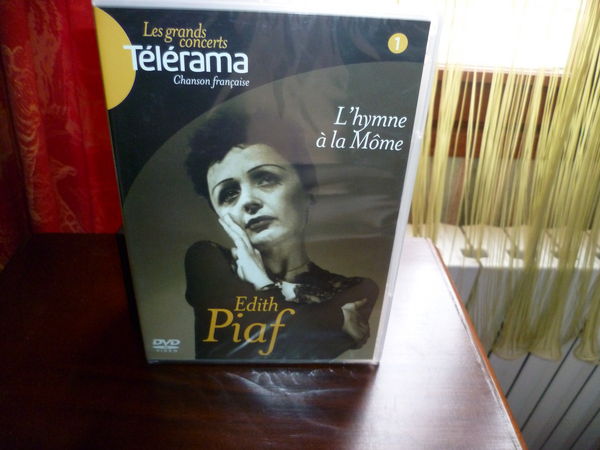 Les grands
concerts
Télérama
Chanson française
1
L'hymne
à la Môme
Edith
Piaf
DVD
VIDEO